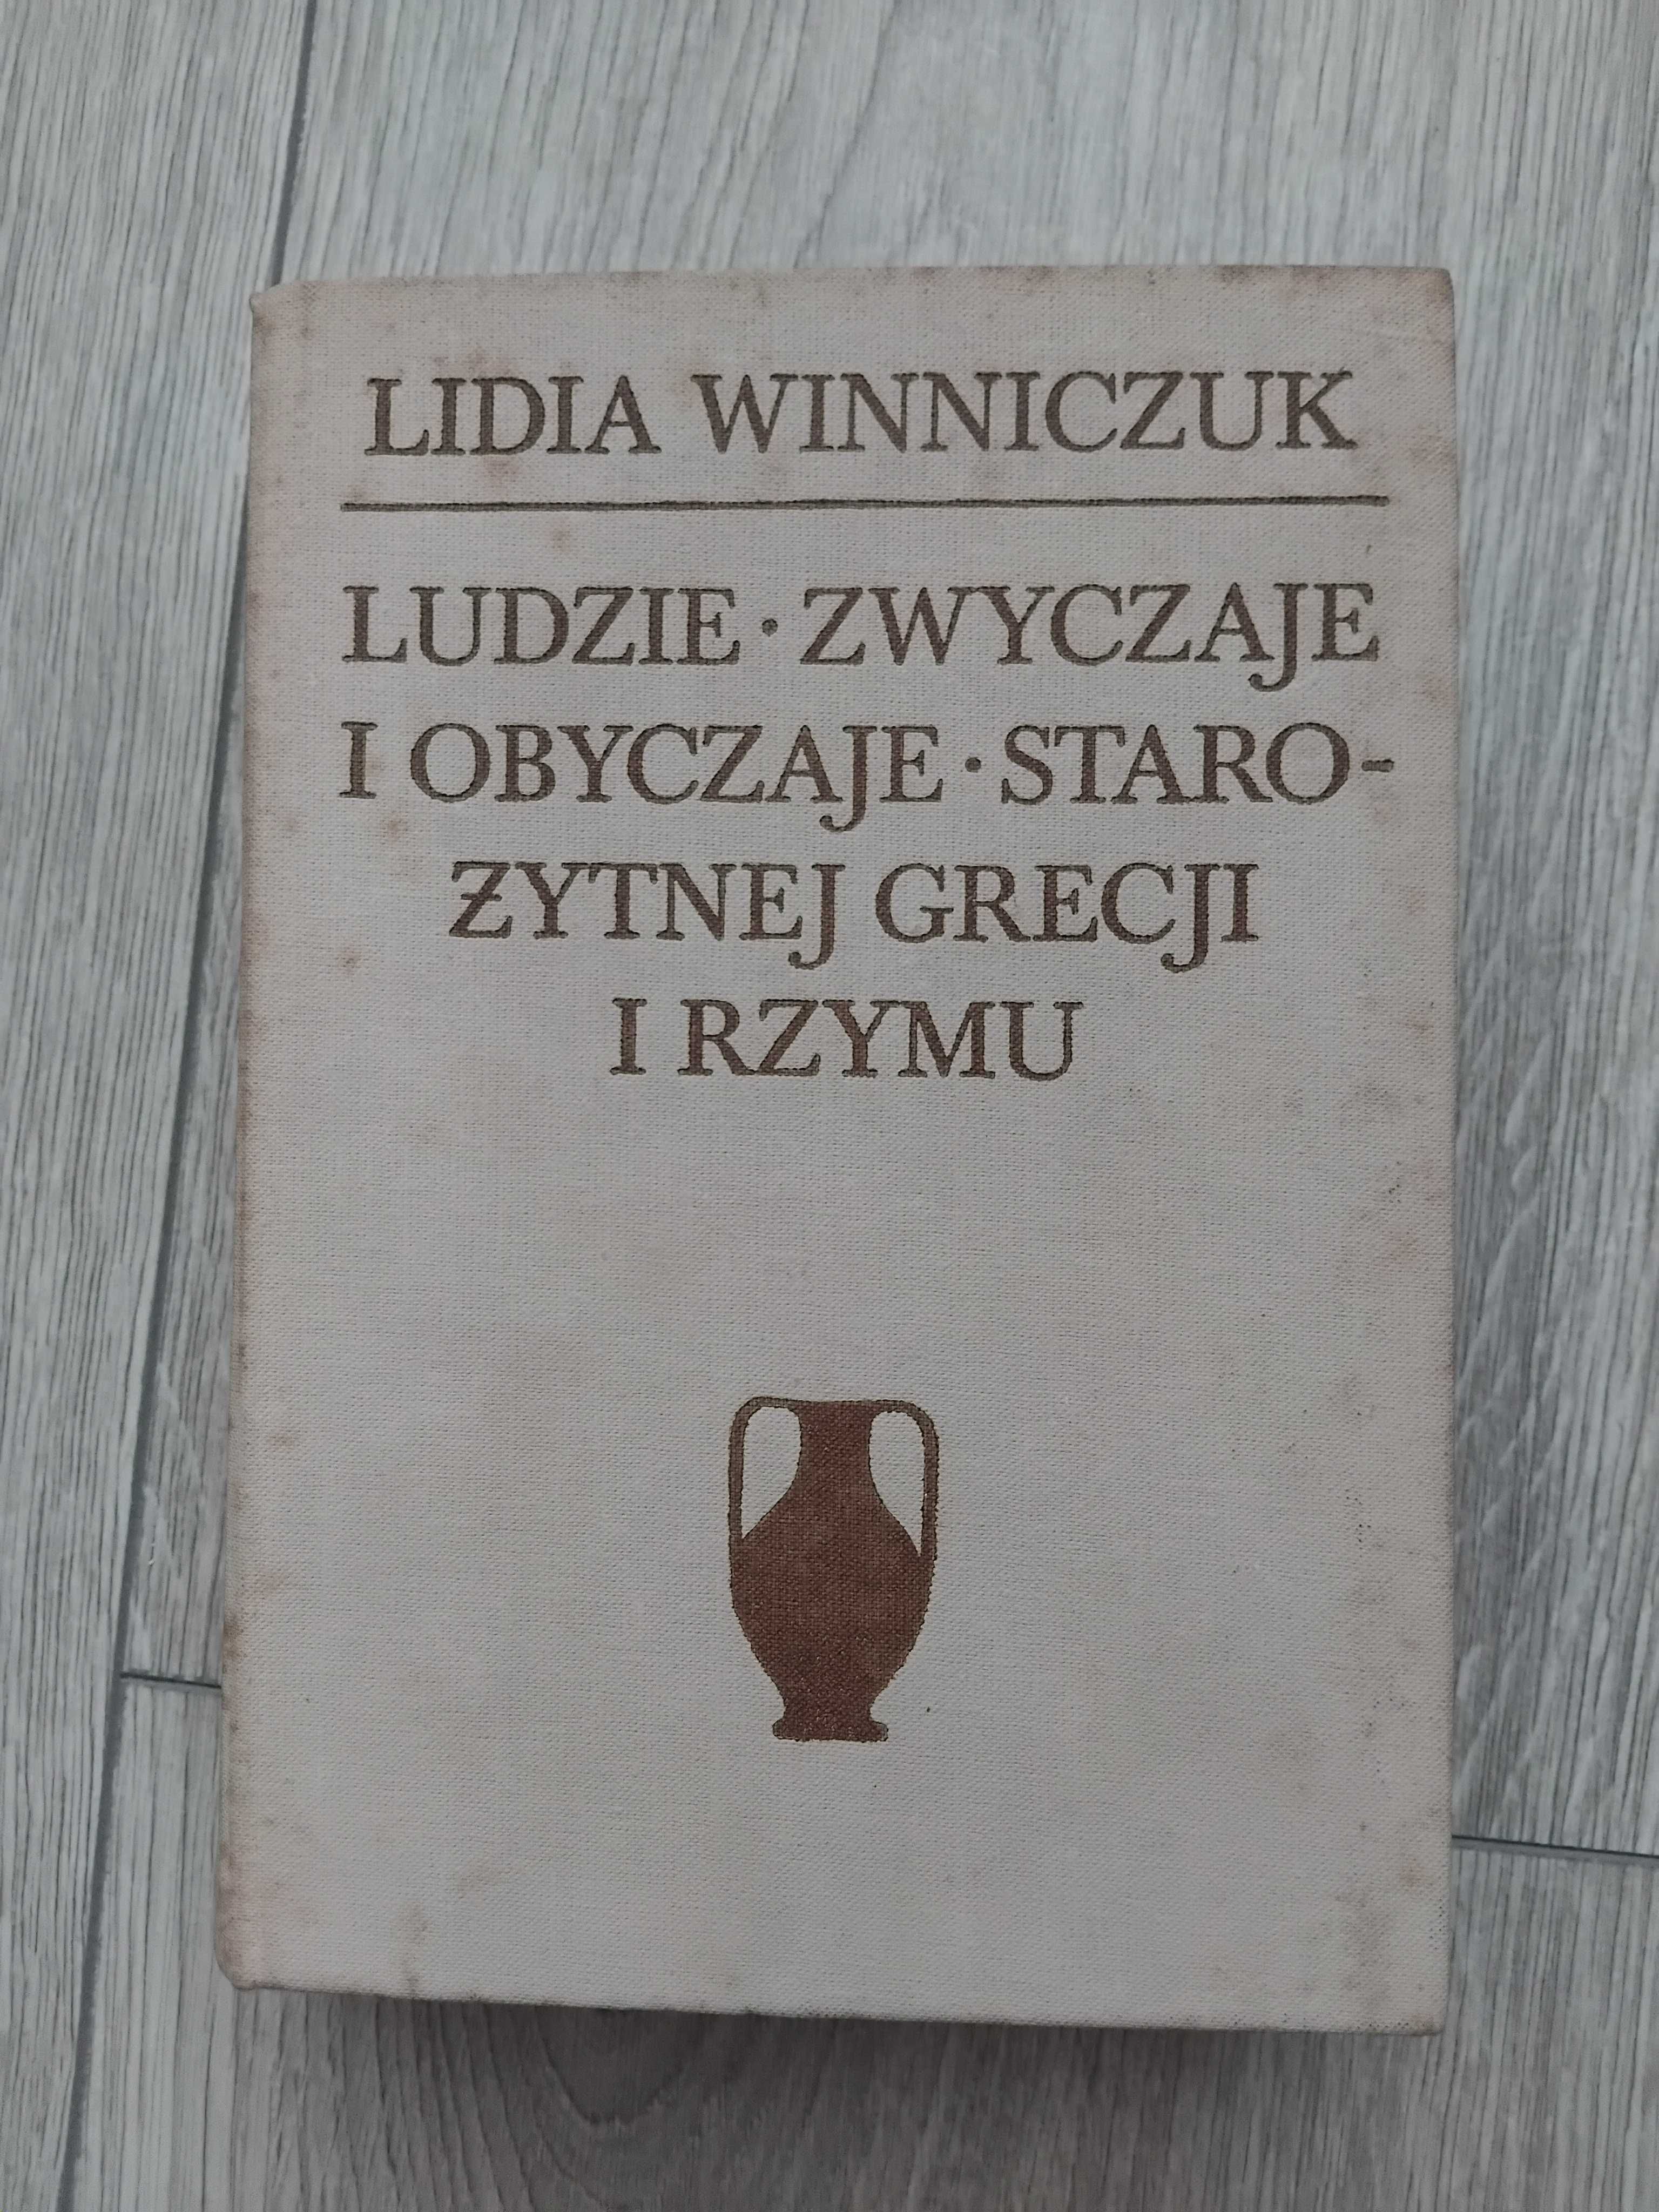 LIDIA WINNICZUK
LUDZIE · ZWYCZAJE
I OBYCZAJE · STARO-
ŻYTNEJ GRECJI
I RZYMU